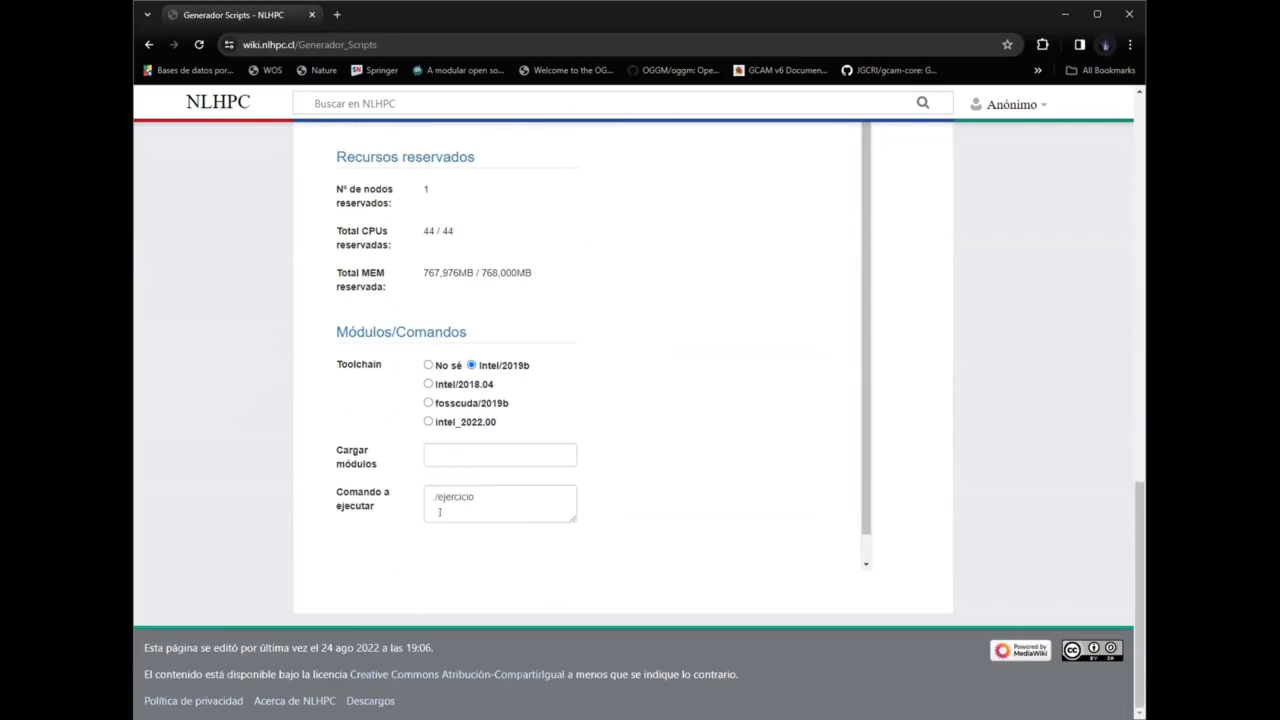 Generador Scripts - NLHPC
wiki.nlhpc.cl/Generador_Scripts
Bases de datos por... WOS Nature Springer A modular open so... Welcome to the OG... OGGM/oggm: Ope... GCAM v6 Documen... JGCRI/gcam-core: G... » All Bookmarks
NLHPC Buscar en NLHPC Anónimo
Recursos reservados
Nº de nodos 1
reservados:
Total CPUs 44 / 44
reservadas:
Total MEM 767,976MB / 768,000MB
reservada:
Módulos/Comandos
Toolchain No sé Intel/2019b
intel/2018.04
fosscuda/2019b
intel_2022.00
Cargar
módulos
Comando a ./ejercicio
ejecutar
Esta página se editó por última vez el 24 ago 2022 a las 19:06.
Powered by
MediaWiki
CC BY SA
El contenido está disponible bajo la licencia Creative Commons Atribución-CompartirIgual a menos que se indique lo contrario.
Política de privacidad Acerca de NLHPC Descargos